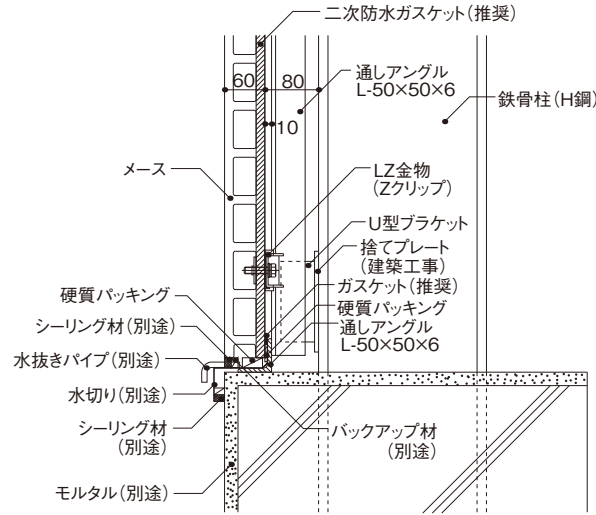 二次防水ガスケット(推奨)
60
80
通しアングル
L-50×50×6
鉄骨柱(H鋼)
10
メース
LZ金物
(Zクリップ)
U型ブラケット
捨てプレート
(建築工事)
ガスケット(推奨)
硬質パッキング
硬質パッキング
シーリング材(別途)
通しアングル
L-50×50×6
水抜きパイプ(別途)
水切り(別途)
シーリング材
(別途)
バックアップ材
(別途)
モルタル(別途)